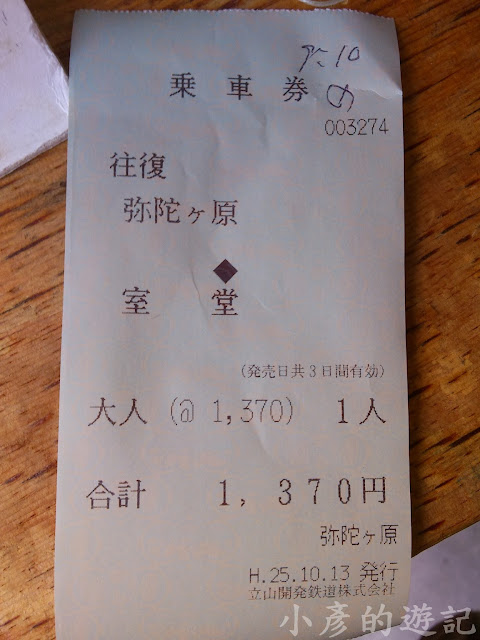 乗車券
003274
往復
弥陀ヶ原
◆
室堂
(発売日共3日間有効)
大人 (@ 1,370) 1人
合計 1,370円
弥陀ヶ原
H.25.10.13 発行
立山開発鉄道株式会社
小彥的遊記